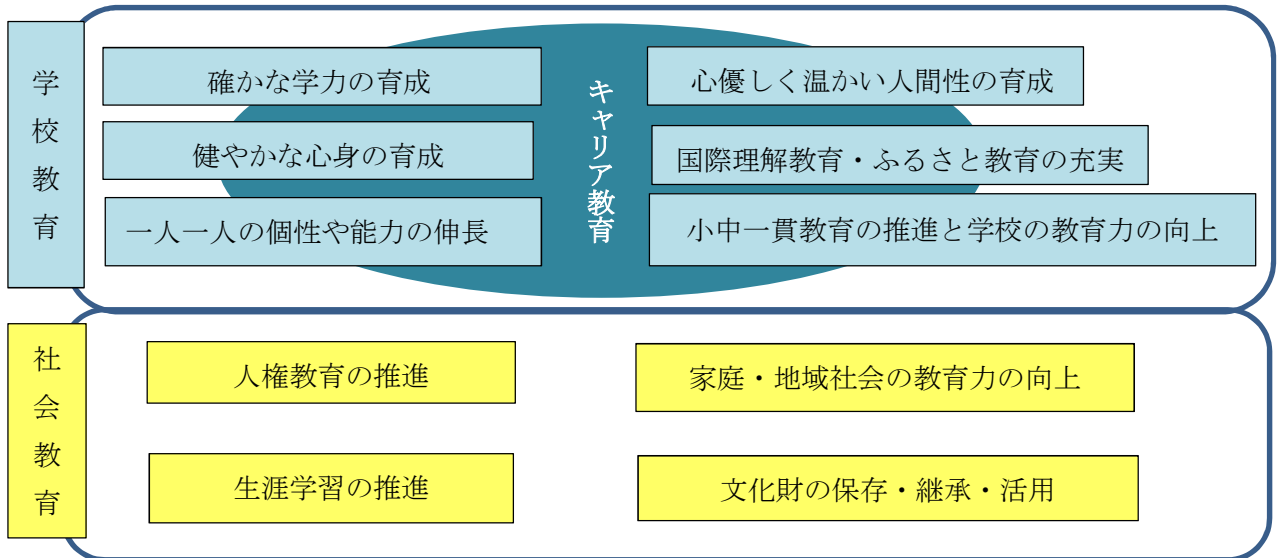 学校教育
確かな学力の育成
心優しく温かい人間性の育成
キャリア教育
健やかな心身の育成
国際理解教育・ふるさと教育の充実
一人一人の個性や能力の伸長
小中一貫教育の推進と学校の教育力の向上
社会教育
人権教育の推進
家庭・地域社会の教育力の向上
生涯学習の推進
文化財の保存・継承・活用